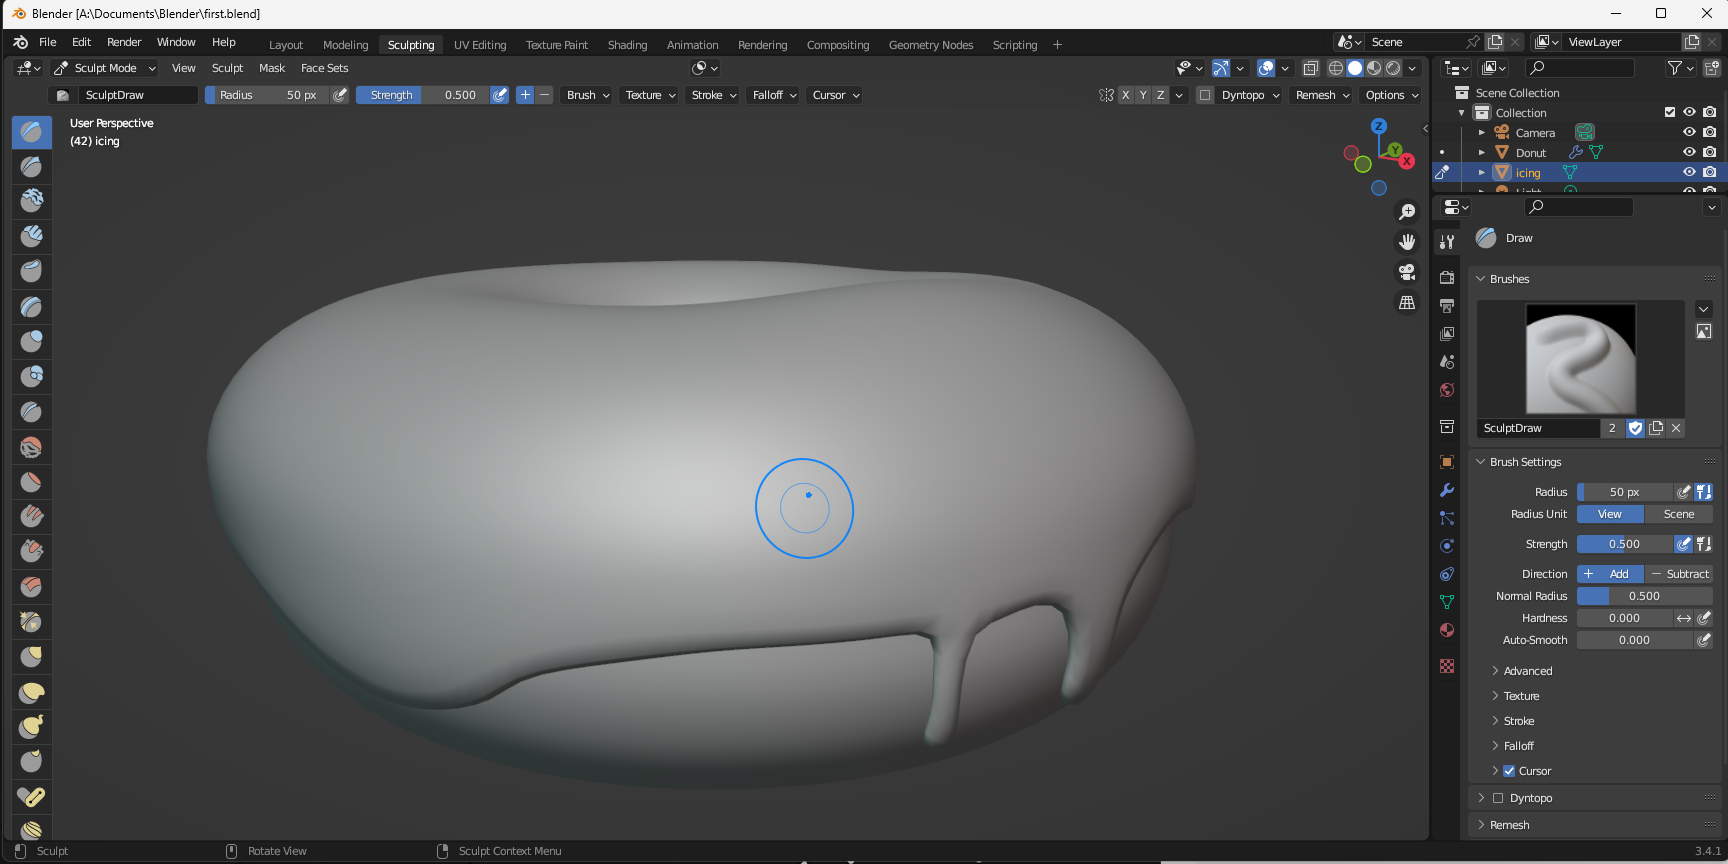 Blender [A:\Documents\Blender\first.blend]
File Edit Render Window Help Layout Modeling Sculpting UV Editing Texture Paint Shading Animation Rendering Compositing Geometry Nodes Scripting + Scene ViewLayer
Sculpt Mode View Sculpt Mask Face Sets
SculptDraw Radius 50 px Strength 0.500 Brush Texture Stroke Falloff Cursor X Y Z Dyntopo Remesh Options
User Perspective
(42) icing
Z
Y
X
Scene Collection
Collection
Camera
Donut
icing
Light
Draw
Brushes
SculptDraw 2
Brush Settings
Radius 50 px
Radius Unit View Scene
Strength 0.500
Direction + Add − Subtract
Normal Radius 0.500
Hardness 0.000
Auto-Smooth 0.000
Advanced
Texture
Stroke
Falloff
Cursor
Dyntopo
Remesh
Sculpt Rotate View Sculpt Context Menu 3.4.1